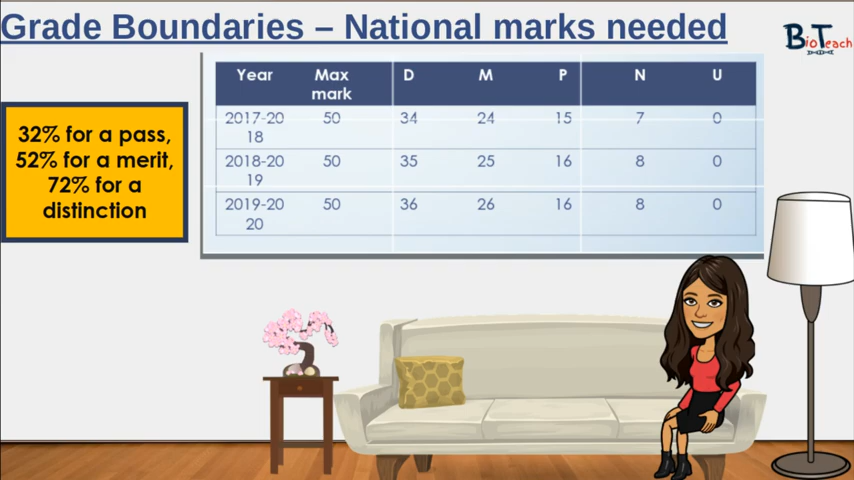 Grade Boundaries – National marks needed
BioTeach
Year Max mark D M P N U
2017-20
18 50 34 24 15 7 0
2018-20
19 50 35 25 16 8 0
2019-20
20 50 36 26 16 8 0
32% for a pass,
52% for a merit,
72% for a
distinction